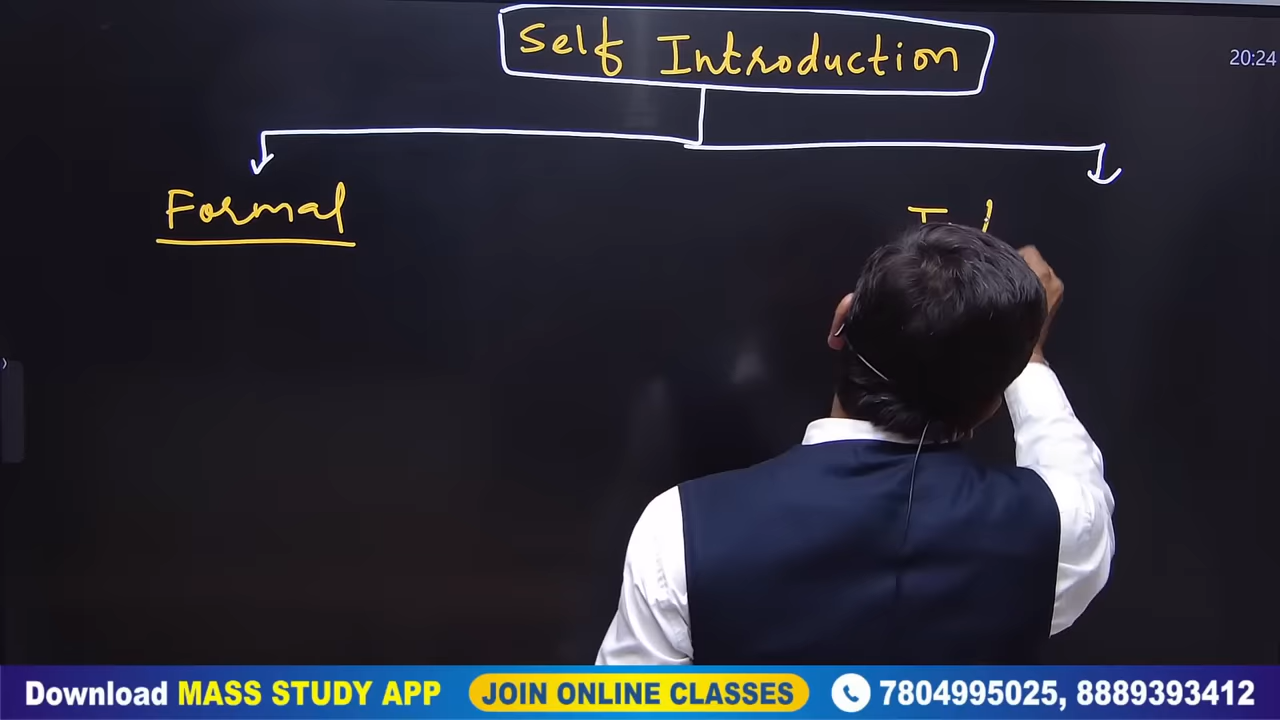 Self Introduction
20:24
Formal
Download MASS STUDY APP JOIN ONLINE CLASSES 7804995025, 8889393412